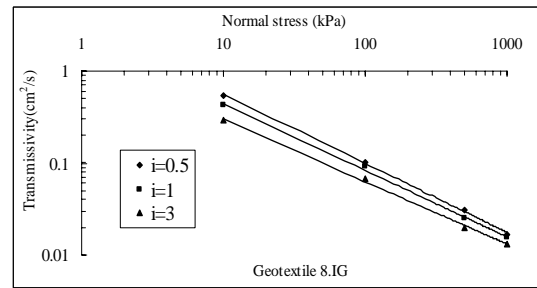 Normal stress (kPa)
1 10 100 1000
Transmissivity(cm²/s)
1
0.1
0.01
i=0.5
i=1
i=3
Geotextile 8.IG